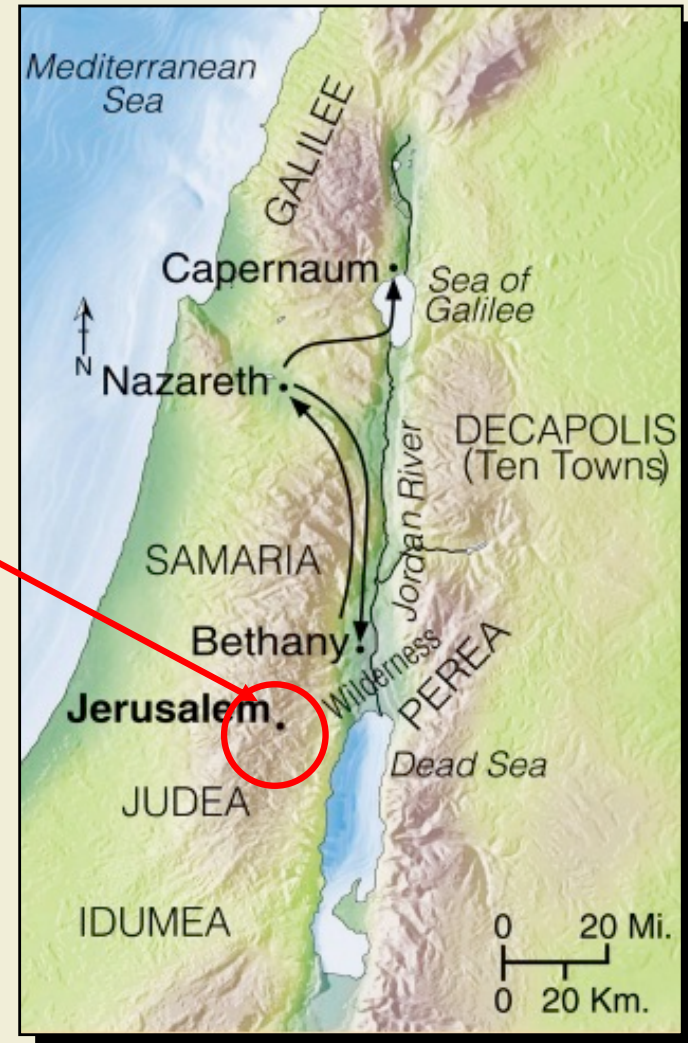 Mediterranean
Sea
GALILEE
Capernaum
Sea of
Galilee
N
Nazareth
DECAPOLIS
(Ten Towns)
Jordan River
SAMARIA
Bethany
Wilderness
PEREA
Jerusalem
Dead Sea
JUDEA
IDUMEA
0 20 Mi.
0 20 Km.